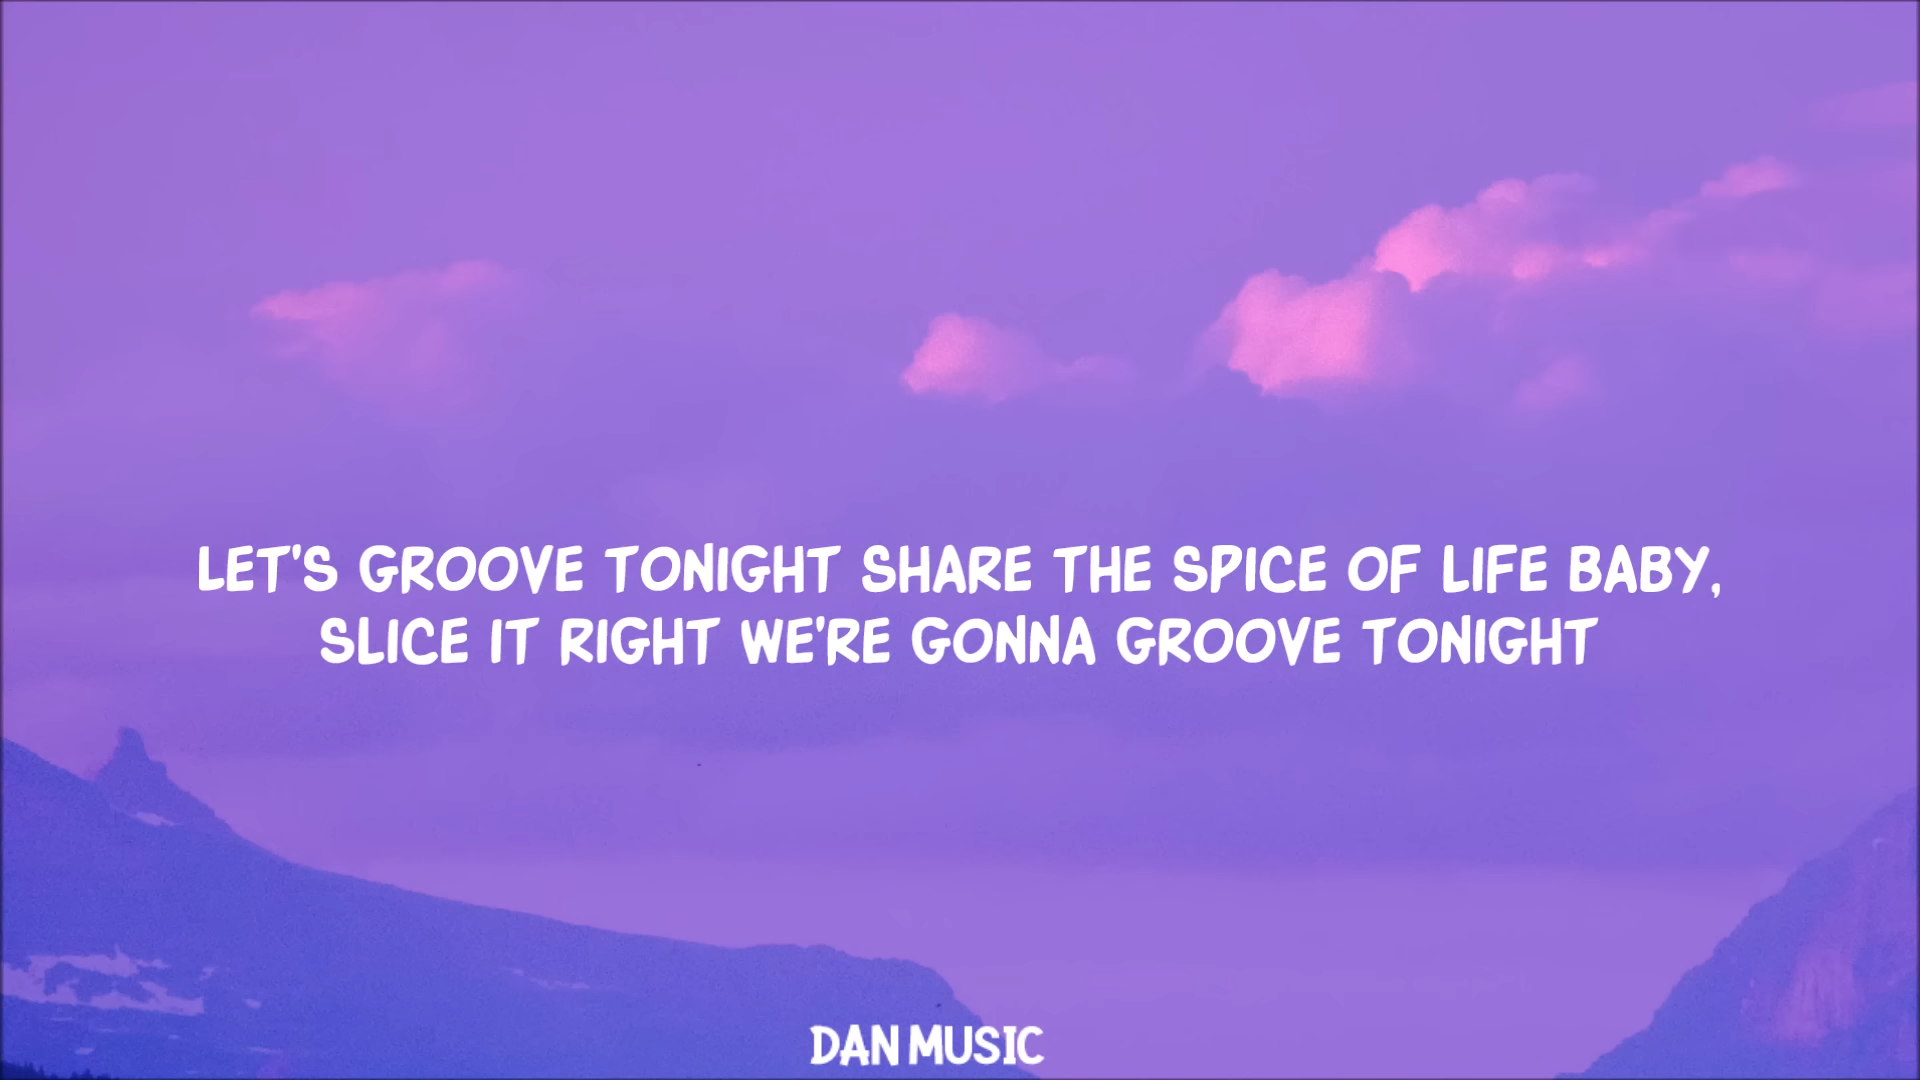 LET'S GROOVE TONIGHT SHARE THE SPICE OF LIFE BABY,
SLICE IT RIGHT WE'RE GONNA GROOVE TONIGHT
DAN MUSIC